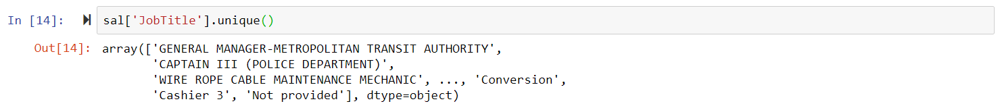 In [14]: sal['JobTitle'].unique()
Out[14]: array(['GENERAL MANAGER-METROPOLITAN TRANSIT AUTHORITY',
'CAPTAIN III (POLICE DEPARTMENT)',
'WIRE ROPE CABLE MAINTENANCE MECHANIC', ..., 'Conversion',
'Cashier 3', 'Not provided'], dtype=object)